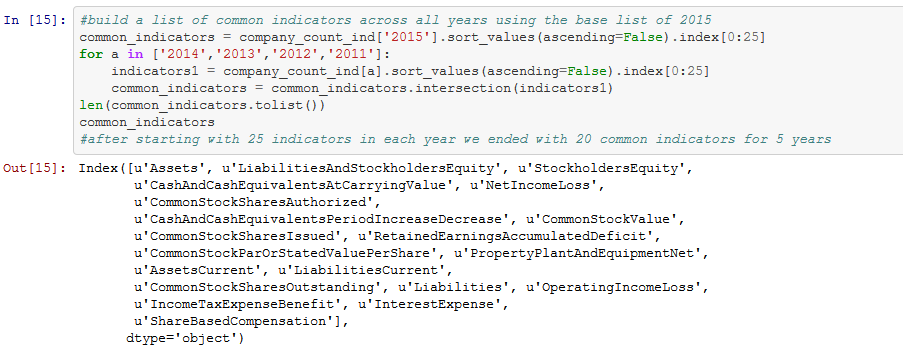 In [15]: #build a list of common indicators across all years using the base list of 2015
common_indicators = company_count_ind['2015'].sort_values(ascending=False).index[0:25]
for a in ['2014','2013','2012','2011']:
    indicators1 = company_count_ind[a].sort_values(ascending=False).index[0:25]
    common_indicators = common_indicators.intersection(indicators1)
len(common_indicators.tolist())
common_indicators
#after starting with 25 indicators in each year we ended with 20 common indicators for 5 years
Out[15]: Index([u'Assets', u'LiabilitiesAndStockholdersEquity', u'StockholdersEquity',
u'CashAndCashEquivalentsAtCarryingValue', u'NetIncomeLoss',
u'CommonStockSharesAuthorized',
u'CashAndCashEquivalentsPeriodIncreaseDecrease', u'CommonStockValue',
u'CommonStockSharesIssued', u'RetainedEarningsAccumulatedDeficit',
u'CommonStockParOrStatedValuePerShare', u'PropertyPlantAndEquipmentNet',
u'AssetsCurrent', u'LiabilitiesCurrent',
u'CommonStockSharesOutstanding', u'Liabilities', u'OperatingIncomeLoss',
u'IncomeTaxExpenseBenefit', u'InterestExpense',
u'ShareBasedCompensation'],
dtype='object')